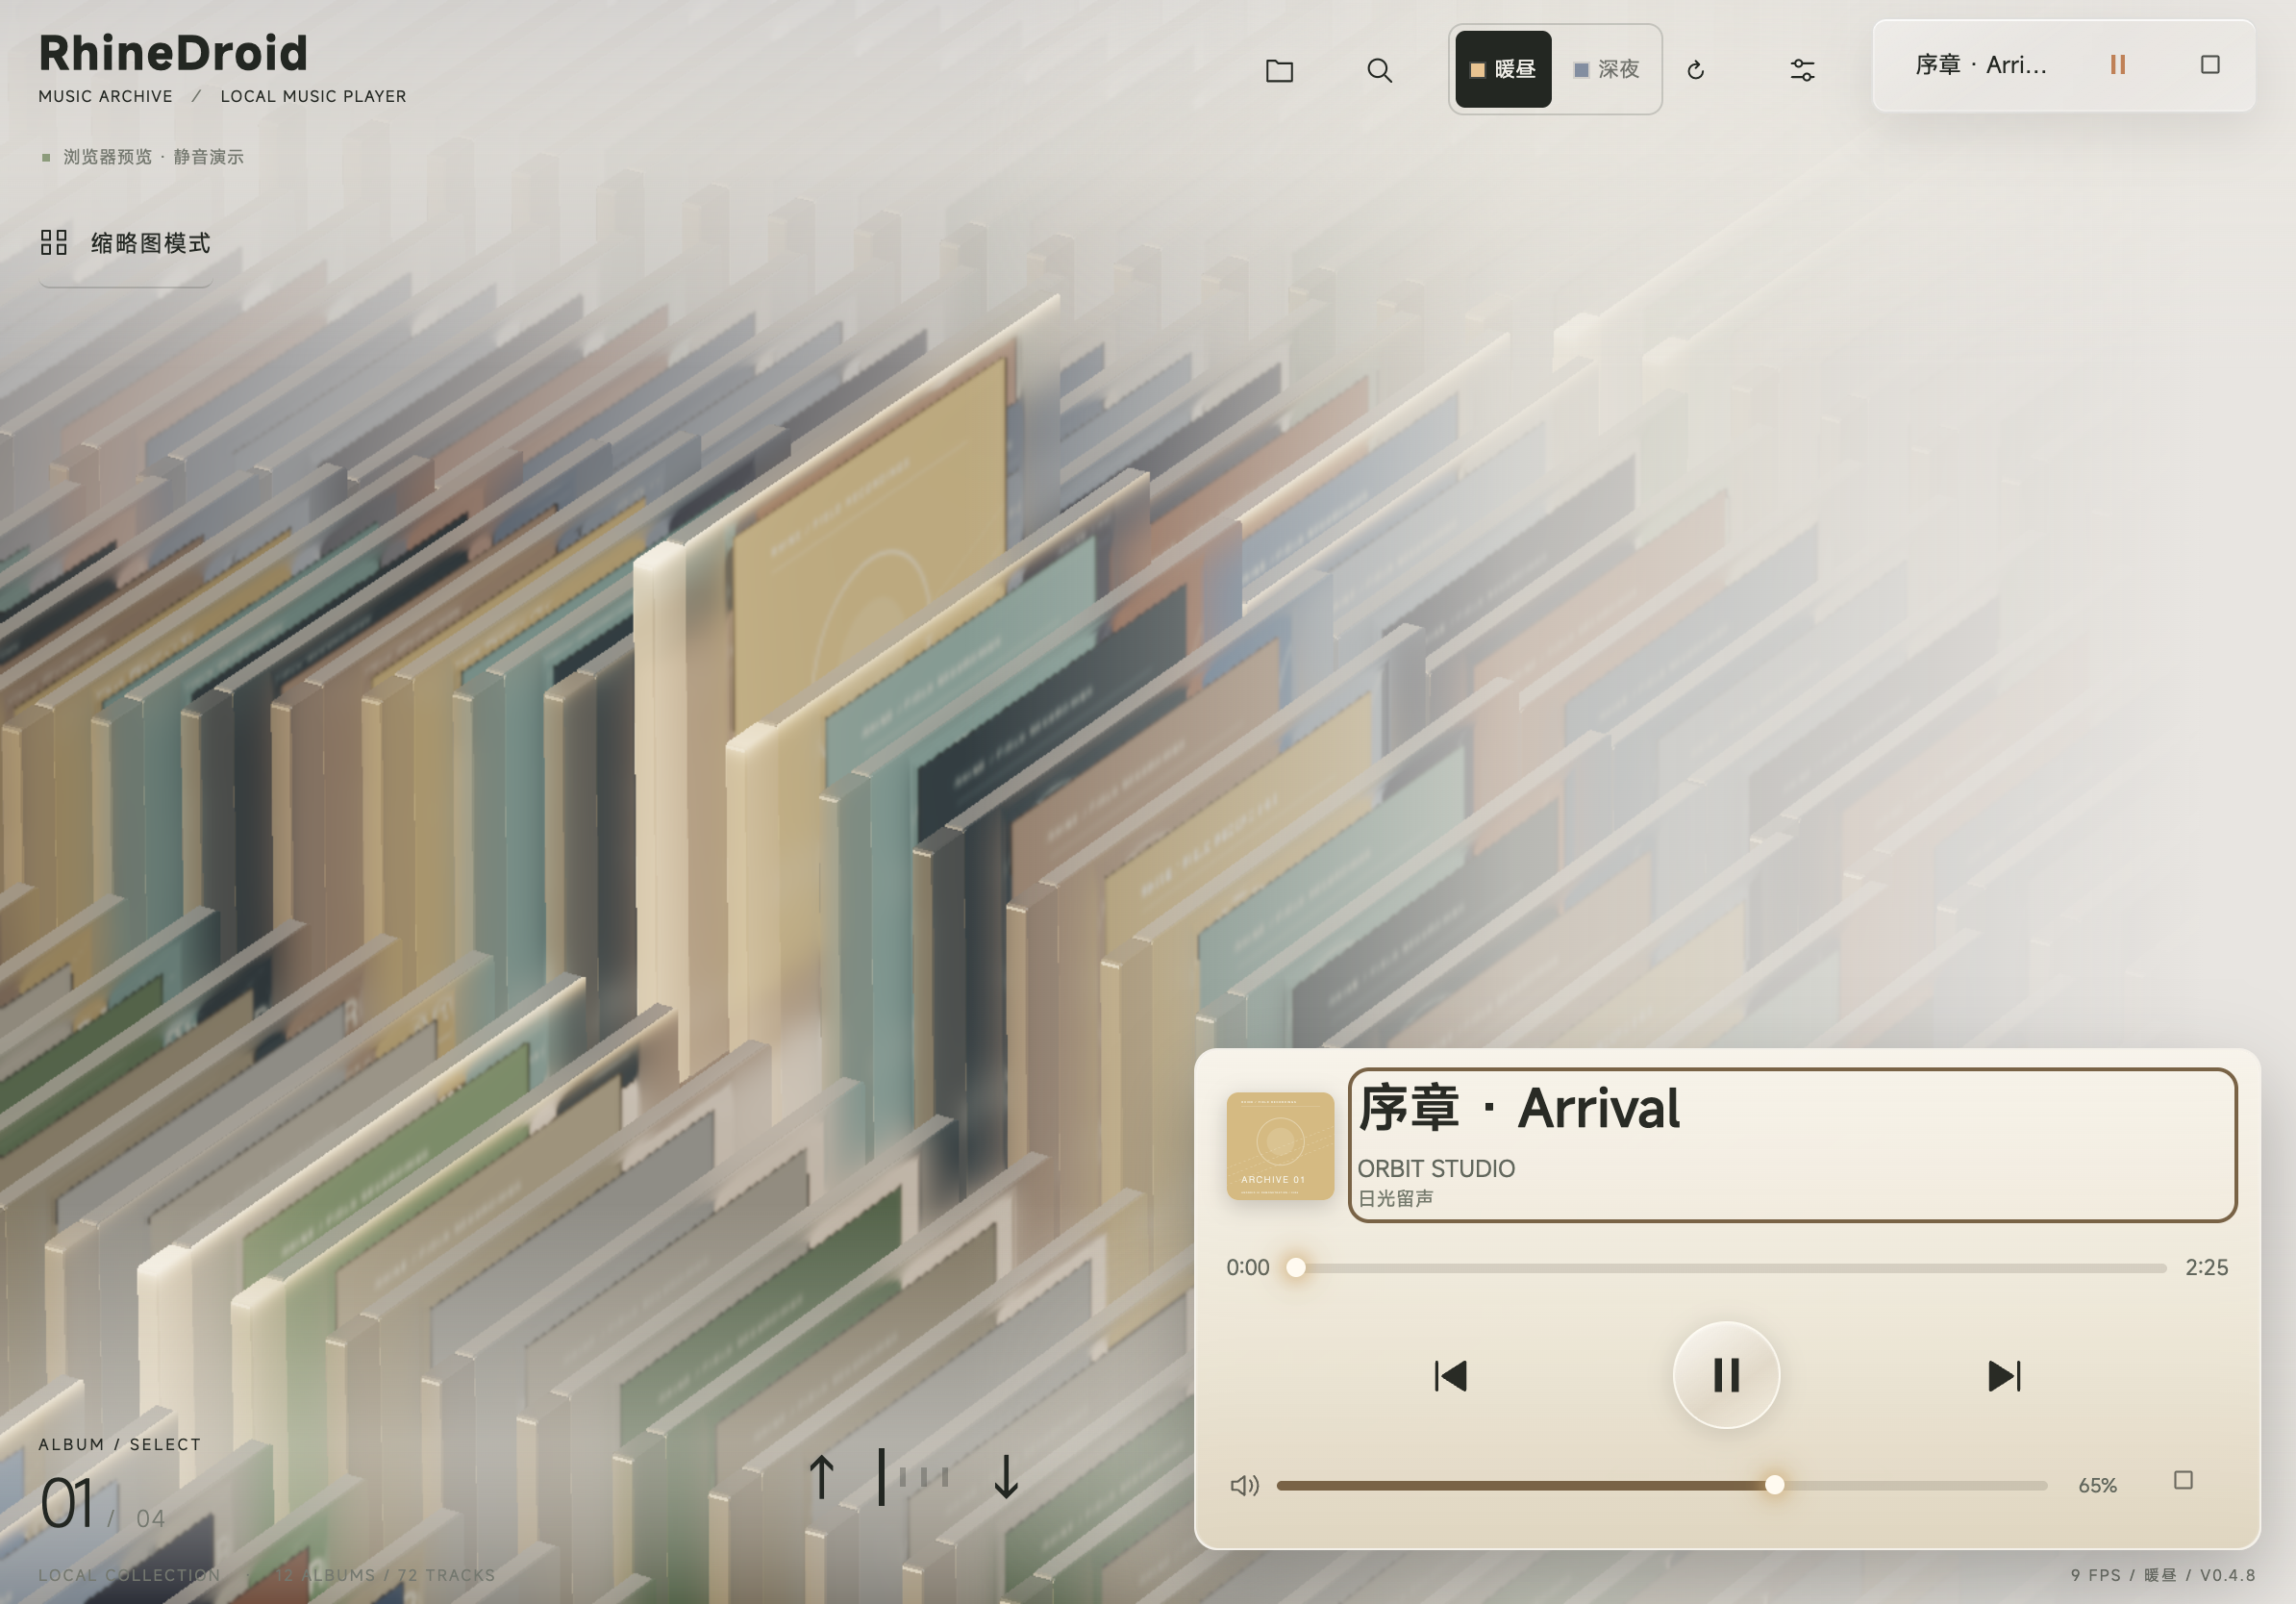 RhineDroid
MUSIC ARCHIVE / LOCAL MUSIC PLAYER
浏览器预览 · 静音演示
缩略图模式
暖昼
深夜
序章 · Arri...
序章 · Arrival
ORBIT STUDIO
日光留声
ARCHIVE 01
0:00
2:25
65%
ALBUM / SELECT
01 / 04
LOCAL COLLECTION · 12 ALBUMS / 72 TRACKS
9 FPS / 暖昼 / V0.4.8